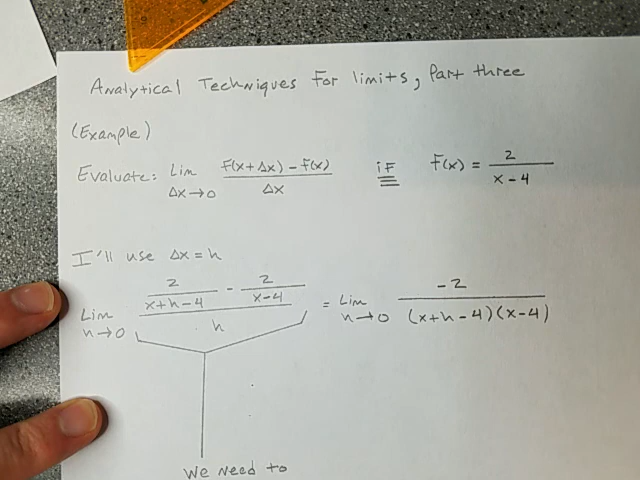 Analytical Techniques For limits, Part three
(Example)
Evaluate: Lim Δx→0 F(x+Δx) - F(x) / Δx iF F(x) = 2 / x-4
I'll use Δx = h
Lim h→0 2 / x+h-4 - 2 / x-4 / h = Lim h→0 -2 / (x+h-4)(x-4)
We need to